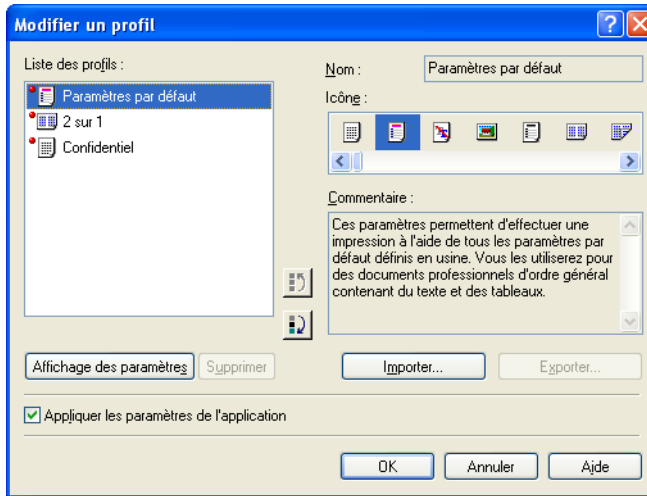 Modifier un profil
Liste des profils :
Paramètres par défaut
2 sur 1
Confidentiel
Nom :
Paramètres par défaut
Icône :
Commentaire :
Ces paramètres permettent d'effectuer une
impression à l'aide de tous les paramètres par
défaut définis en usine. Vous les utiliserez pour
des documents professionnels d'ordre général
contenant du texte et des tableaux.
Affichage des paramètres
Supprimer
Importer...
Exporter...
Appliquer les paramètres de l'application
OK
Annuler
Aide